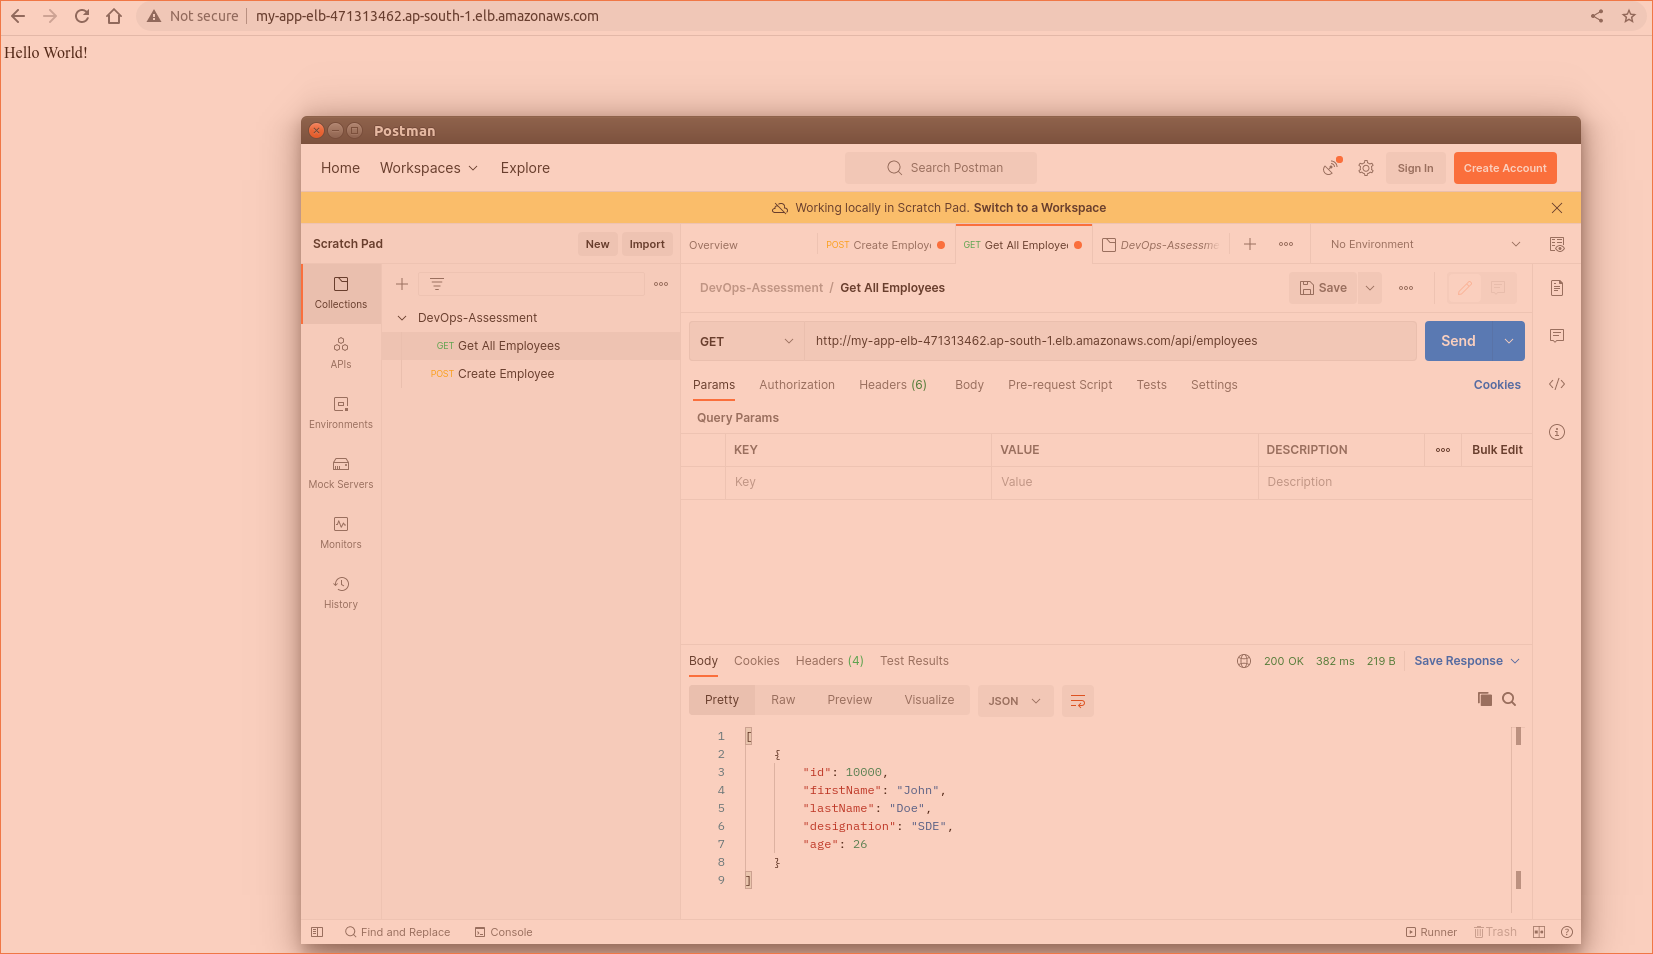 Not secure my-app-elb-471313462.ap-south-1.elb.amazonaws.com
Hello World!
Postman
Home Workspaces Explore Search Postman Sign In Create Account
Working locally in Scratch Pad. Switch to a Workspace
Scratch Pad New Import Overview POST Create Employ GET Get All Employe DevOps-Assessme No Environment
Collections
DevOps-Assessment / Get All Employees Save
DevOps-Assessment
GET Get All Employees
POST Create Employee
GET http://my-app-elb-471313462.ap-south-1.elb.amazonaws.com/api/employees Send
APIs
Environments
Mock Servers
Monitors
History
Params Authorization Headers (6) Body Pre-request Script Tests Settings Cookies
Query Params
KEY VALUE DESCRIPTION Bulk Edit
Key Value Description
Body Cookies Headers (4) Test Results 200 OK 382 ms 219 B Save Response
Pretty Raw Preview Visualize JSON
1 [
2 {
3 "id": 10000,
4 "firstName": "John",
5 "lastName": "Doe",
6 "designation": "SDE",
7 "age": 26
8 }
9 ]
Find and Replace Console Runner Trash